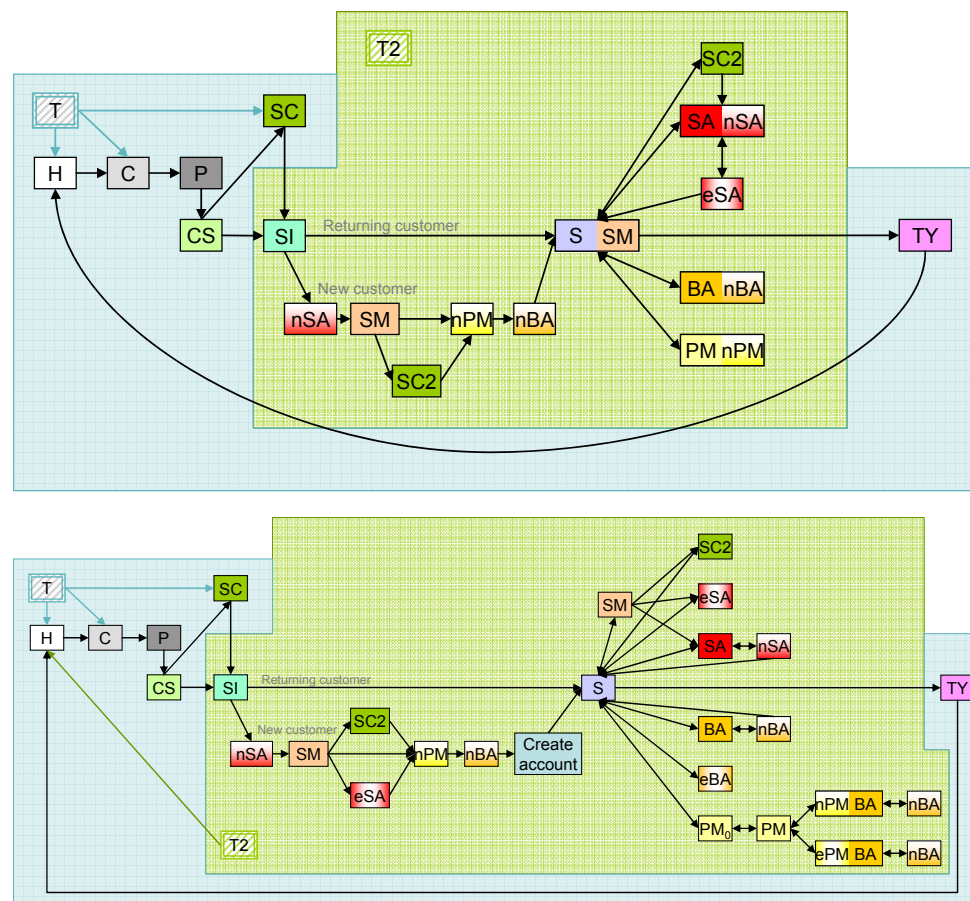 T2
SC2
T
SC
SA nSA
H
C
P
eSA
CS
SI
Returning customer
S SM
TY
New customer
nSA
SM
nPM
nBA
BA nBA
SC2
PM nPM
SC2
T
SC
eSA
SM
H
C
P
SA
nSA
CS
SI
Returning customer
S
TY
New customer
SC2
BA
nBA
nSA
SM
nPM
nBA
Create
account
eBA
eSA
nPM BA
nBA
PM₀
PM
T2
ePM BA
nBA